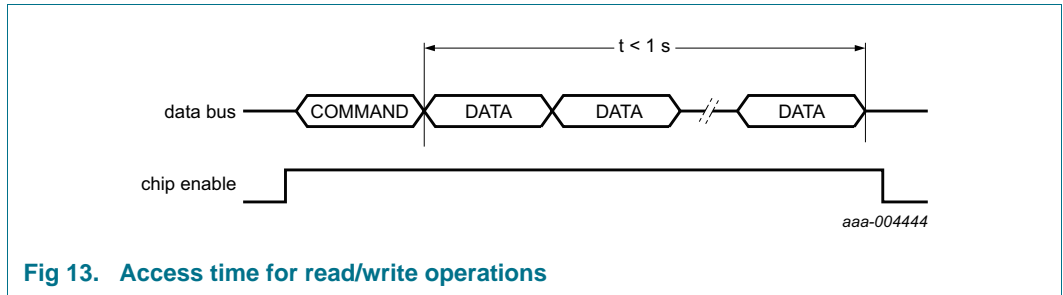 t < 1 s
data bus COMMAND DATA DATA DATA
chip enable
aaa-004444
Fig 13. Access time for read/write operations